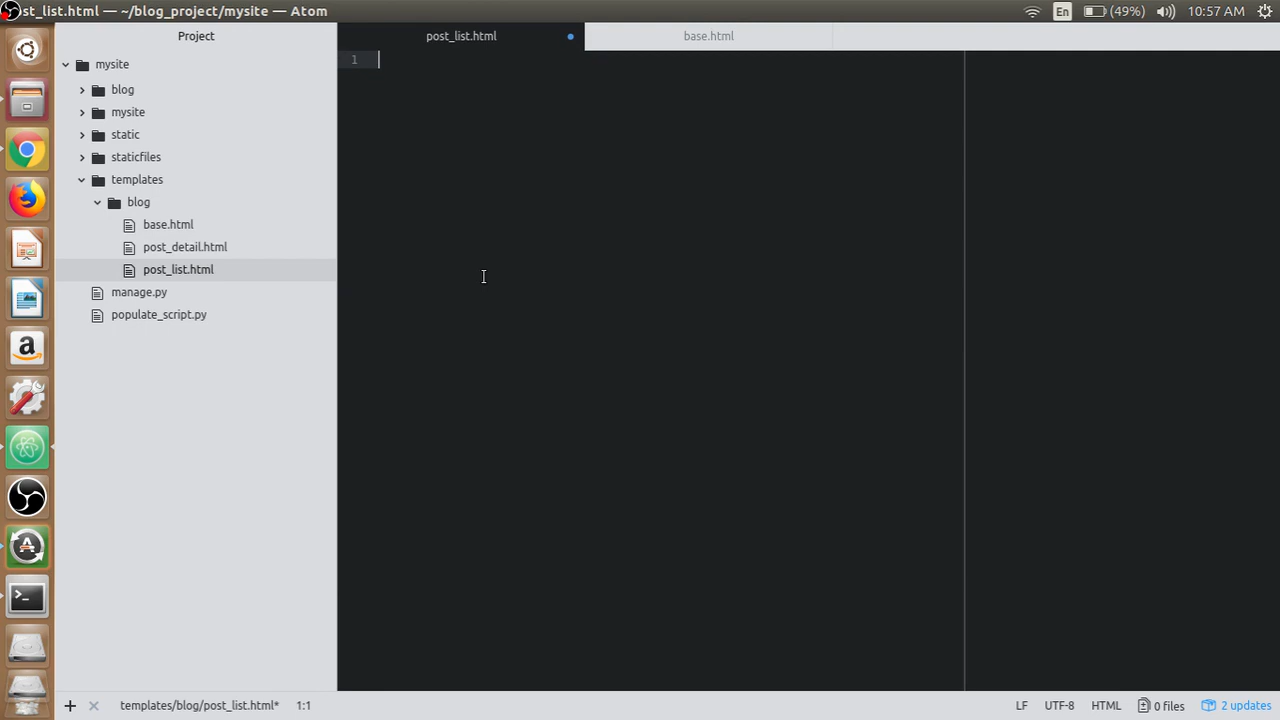 st_list.html — ~/blog_project/mysite — Atom
En
(49%)
10:57 AM
Project
post_list.html
base.html
mysite
1
blog
mysite
static
staticfiles
templates
blog
base.html
post_detail.html
post_list.html
manage.py
populate_script.py
templates/blog/post_list.html*
1:1
LF
UTF-8
HTML
0 files
2 updates